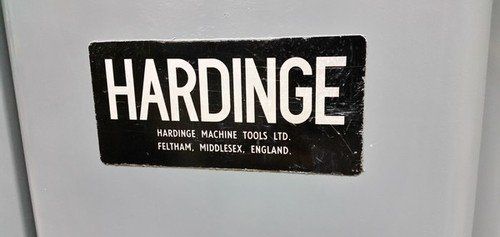 HARDINGE
HARDINGE MACHINE TOOLS LTD.
FELTHAM, MIDDLESEX, ENGLAND.